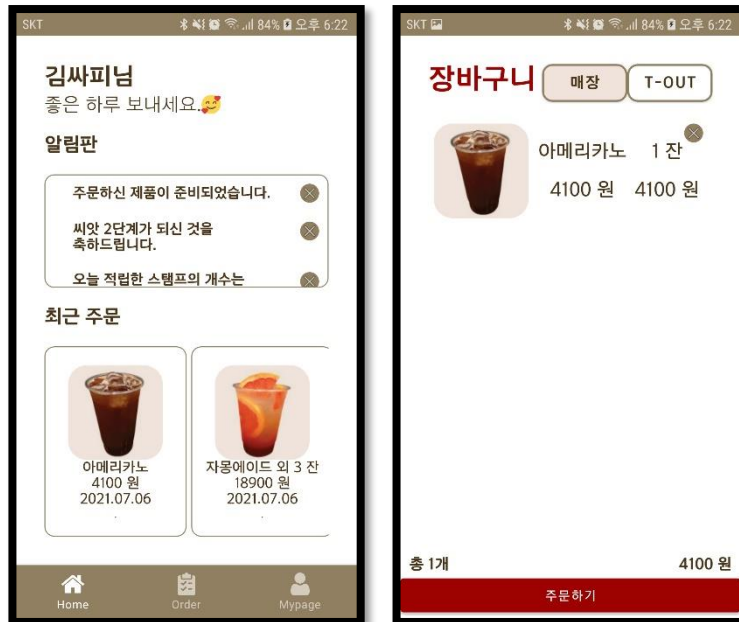 SKT 84% 오후 6:22
김싸피님
좋은 하루 보내세요.🥰
알림판
주문하신 제품이 준비되었습니다.
씨앗 2단계가 되신 것을
축하드립니다.
오늘 적립한 스탬프의 개수는
최근 주문
아메리카노
4100 원
2021.07.06
.
자몽에이드 외 3 잔
18900 원
2021.07.06
.
Home Order Mypage
SKT 84% 오후 6:22
장바구니 매장 T-OUT
아메리카노 1 잔
4100 원 4100 원
총 1개 4100 원
주문하기